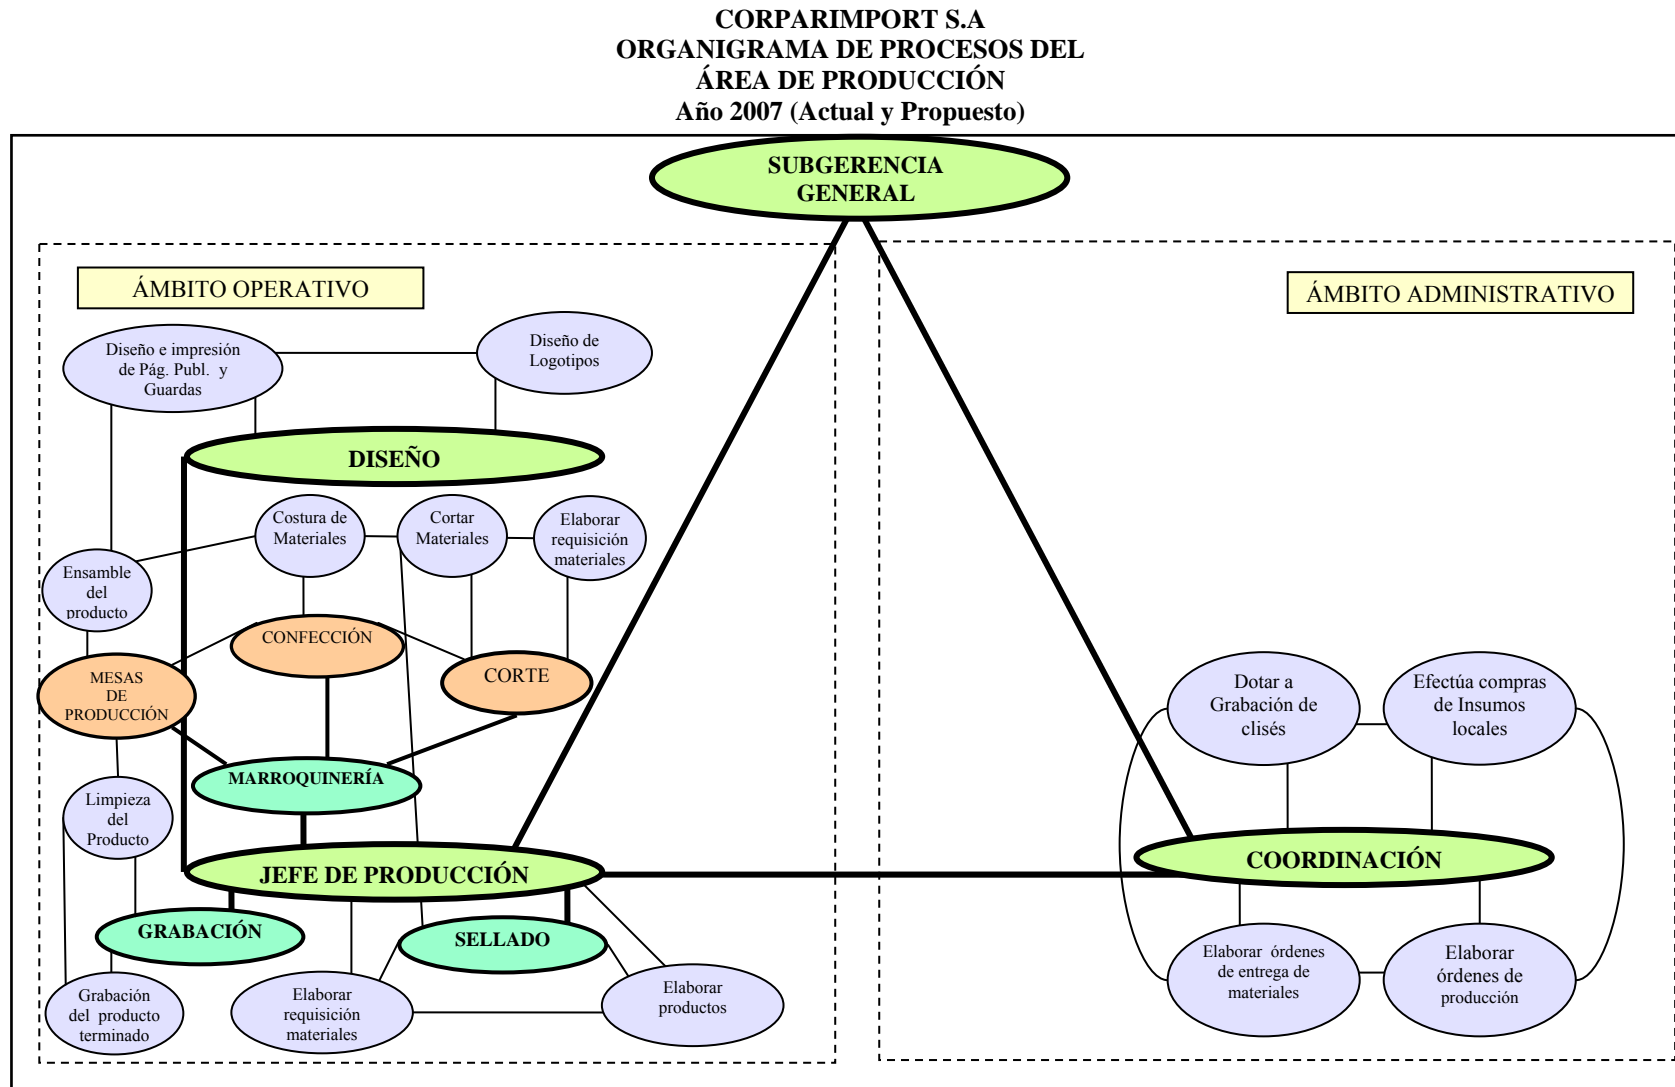 CORPARIMPORT S.A
ORGANIGRAMA DE PROCESOS DEL
ÁREA DE PRODUCCIÓN
Año 2007 (Actual y Propuesto)
SUBGERENCIA
GENERAL
ÁMBITO OPERATIVO
ÁMBITO ADMINISTRATIVO
Diseño e impresión
de Pág. Publ. y
Guardas
Diseño de
Logotipos
DISEÑO
Costura de
Materiales
Cortar
Materiales
Elaborar
requisición
materiales
Ensamble
del
producto
CONFECCIÓN
MESAS
DE
PRODUCCIÓN
CORTE
Dotar a
Grabación de
clisés
Efectúa compras
de Insumos
locales
MARROQUINERÍA
Limpieza
del
Producto
JEFE DE PRODUCCIÓN
COORDINACIÓN
GRABACIÓN
SELLADO
Elaborar órdenes
de entrega de
materiales
Elaborar
órdenes de
producción
Grabación
del producto
terminado
Elaborar
requisición
materiales
Elaborar
productos